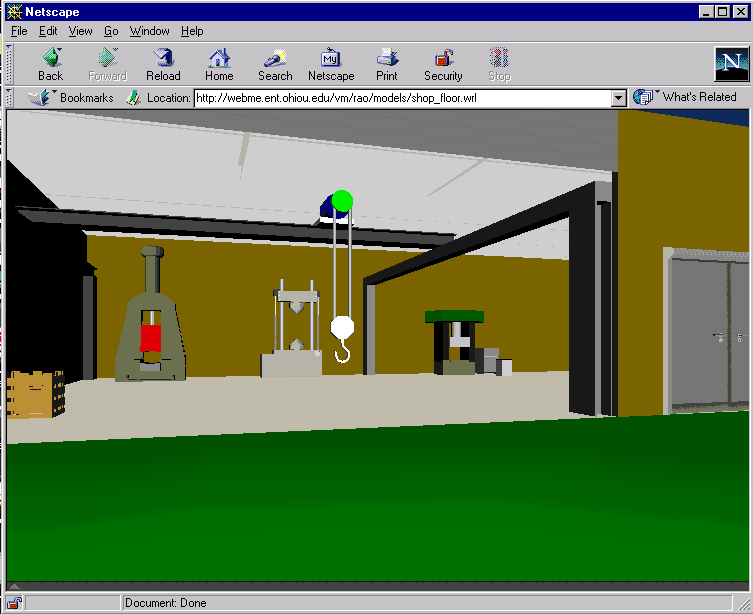 Netscape
File Edit View Go Window Help
My
Back Forward Reload Home Search Netscape Print Security Stop
N
Bookmarks Location: http://webme.ent.ohiou.edu/vm/rao/models/shop_floor.wrl What's Related
Document: Done